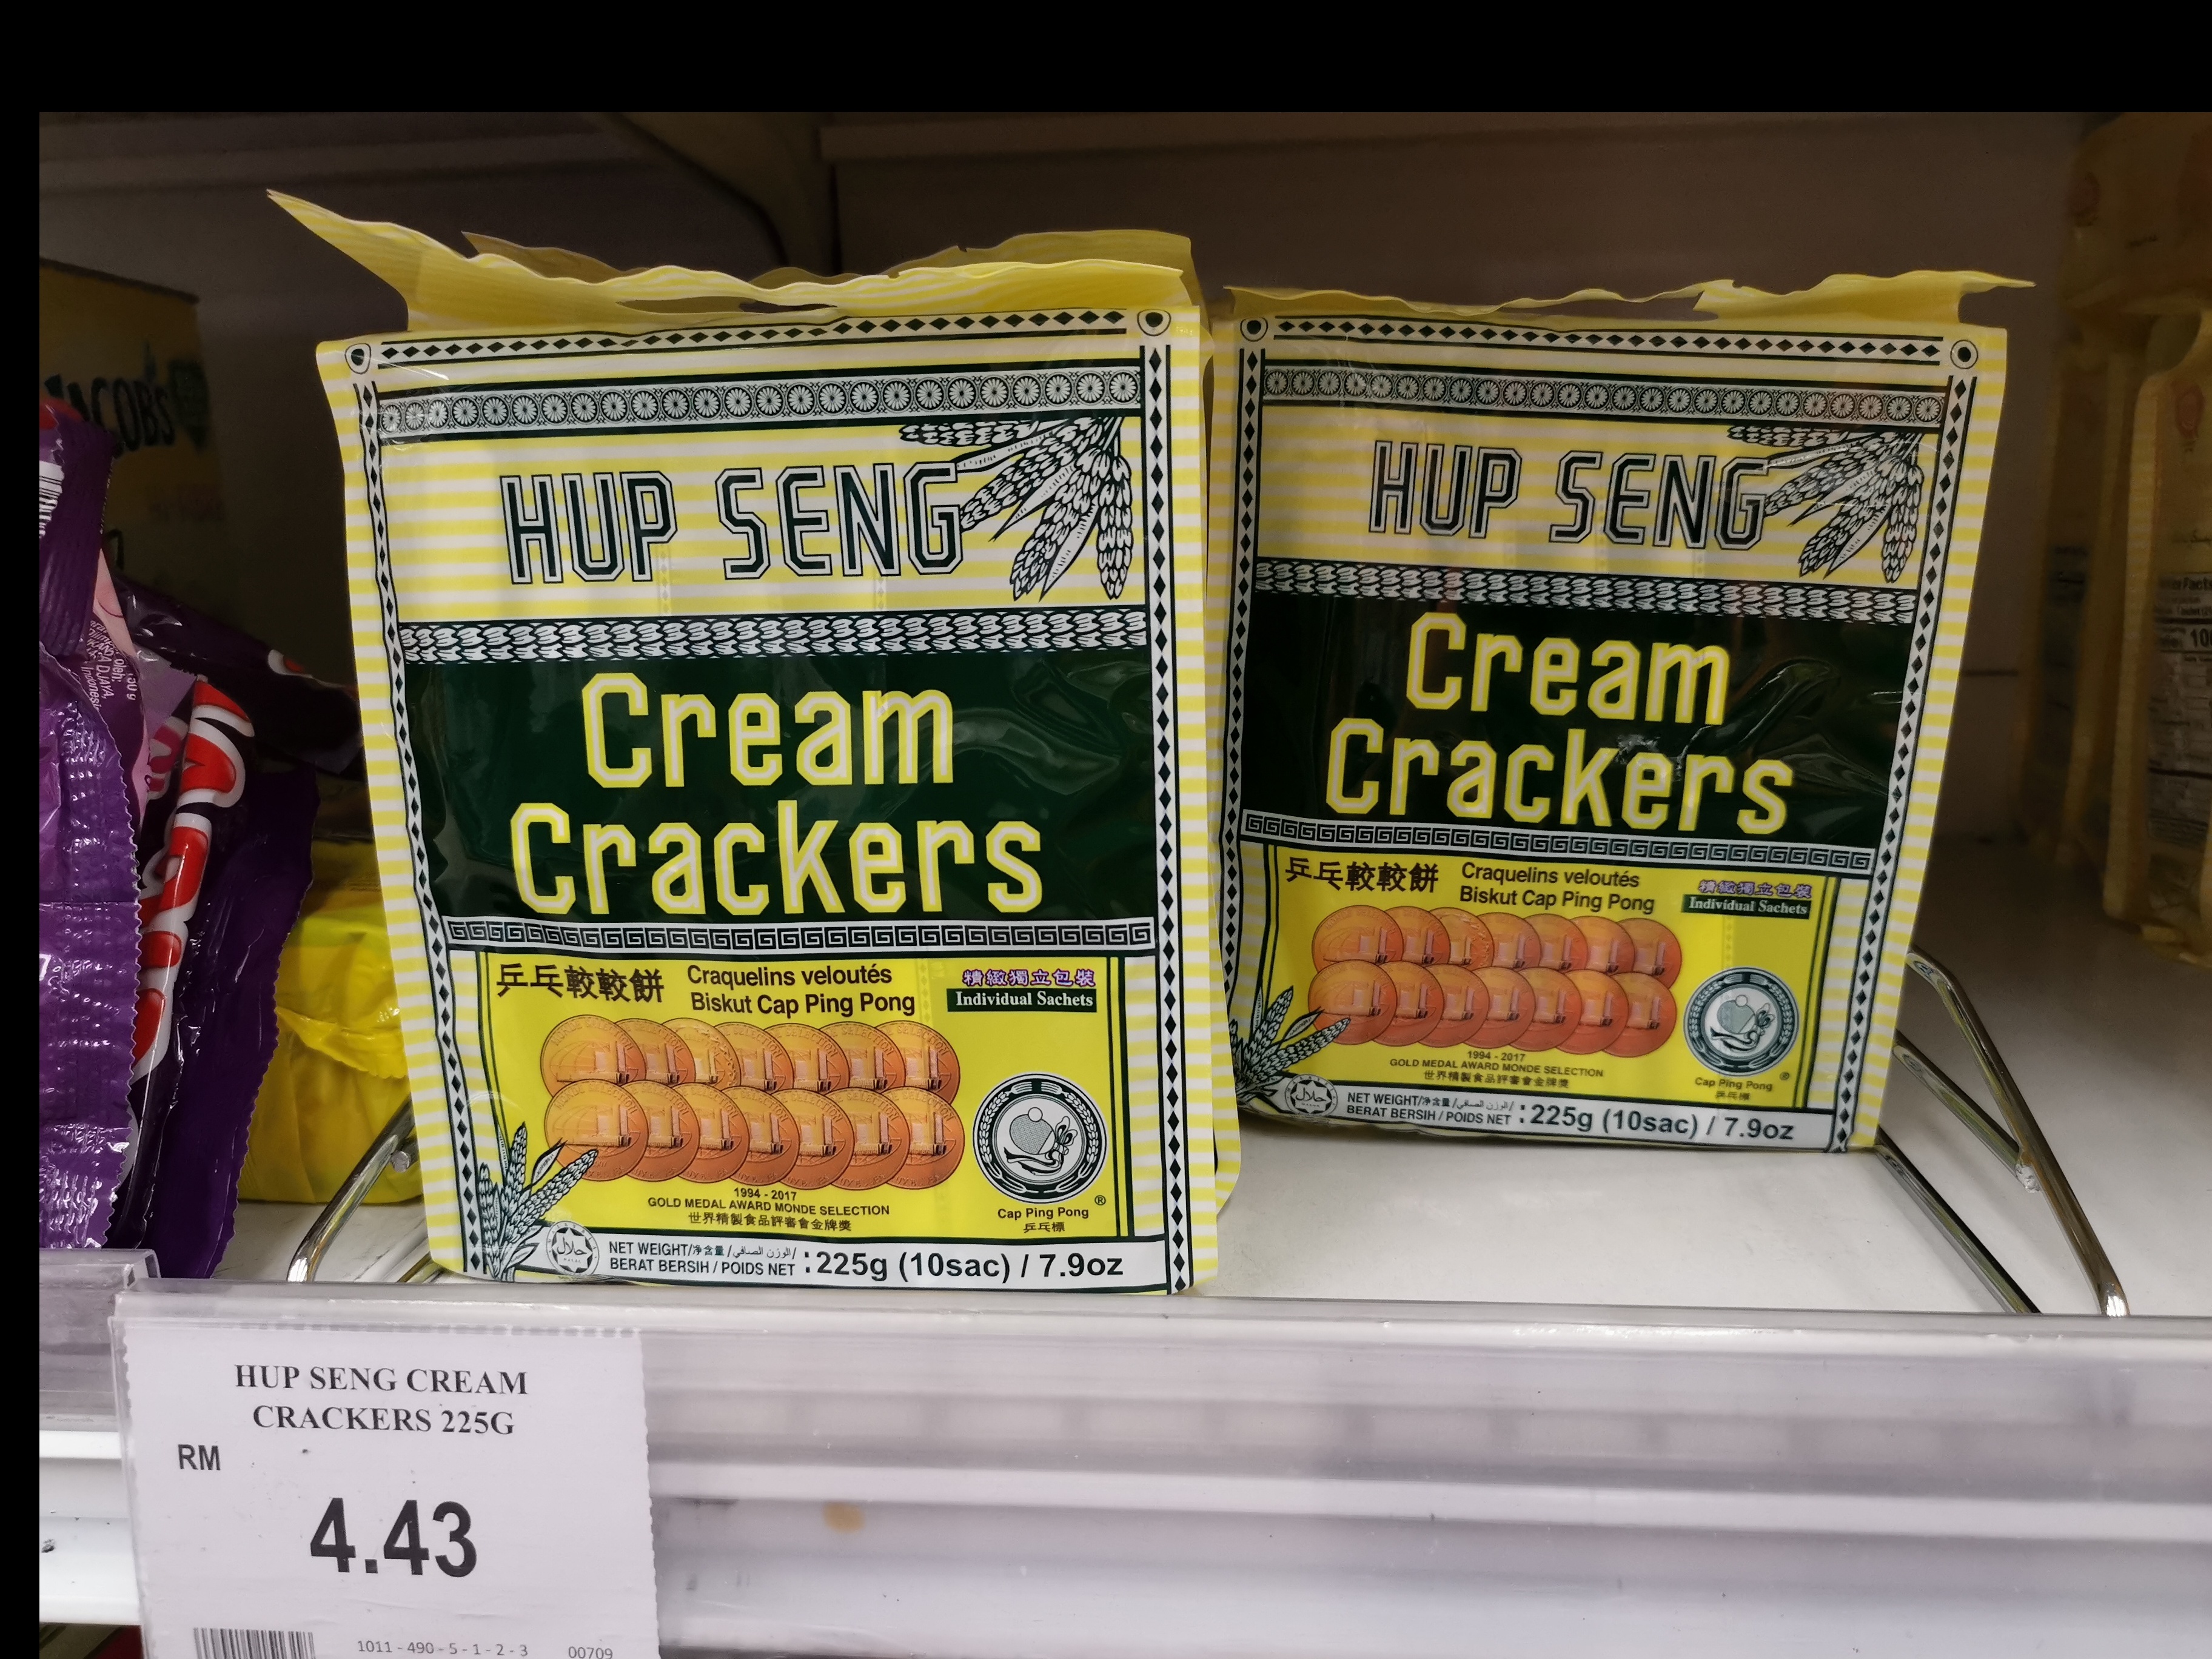 JACOB'S
HUP SENG
Cream
Crackers
乒乓較較餅
Craquelins veloutés
Biskut Cap Ping Pong
精緻獨立包裝
Individual Sachets
1994 - 2017
GOLD MEDAL AWARD MONDE SELECTION
世界精製食品評審會金牌獎
Cap Ping Pong ®
乒乓標
حلال
NET WEIGHT/净含量/الوزن الصافي/
BERAT BERSIH / POIDS NET : 225g (10sac) / 7.9oz
HUP SENG
Cream
Crackers
乒乓較較餅
Craquelins veloutés
Biskut Cap Ping Pong
精緻獨立包裝
Individual Sachets
1994 - 2017
GOLD MEDAL AWARD MONDE SELECTION
世界精製食品評審會金牌獎
Cap Ping Pong ®
乒乓標
حلال
NET WEIGHT/净含量/الوزن الصافي/
BERAT BERSIH / POIDS NET : 225g (10sac) / 7.9oz
HUP SENG CREAM
CRACKERS 225G
RM
4.43
1011 - 490 - 5 - 1 - 2 - 3 00709